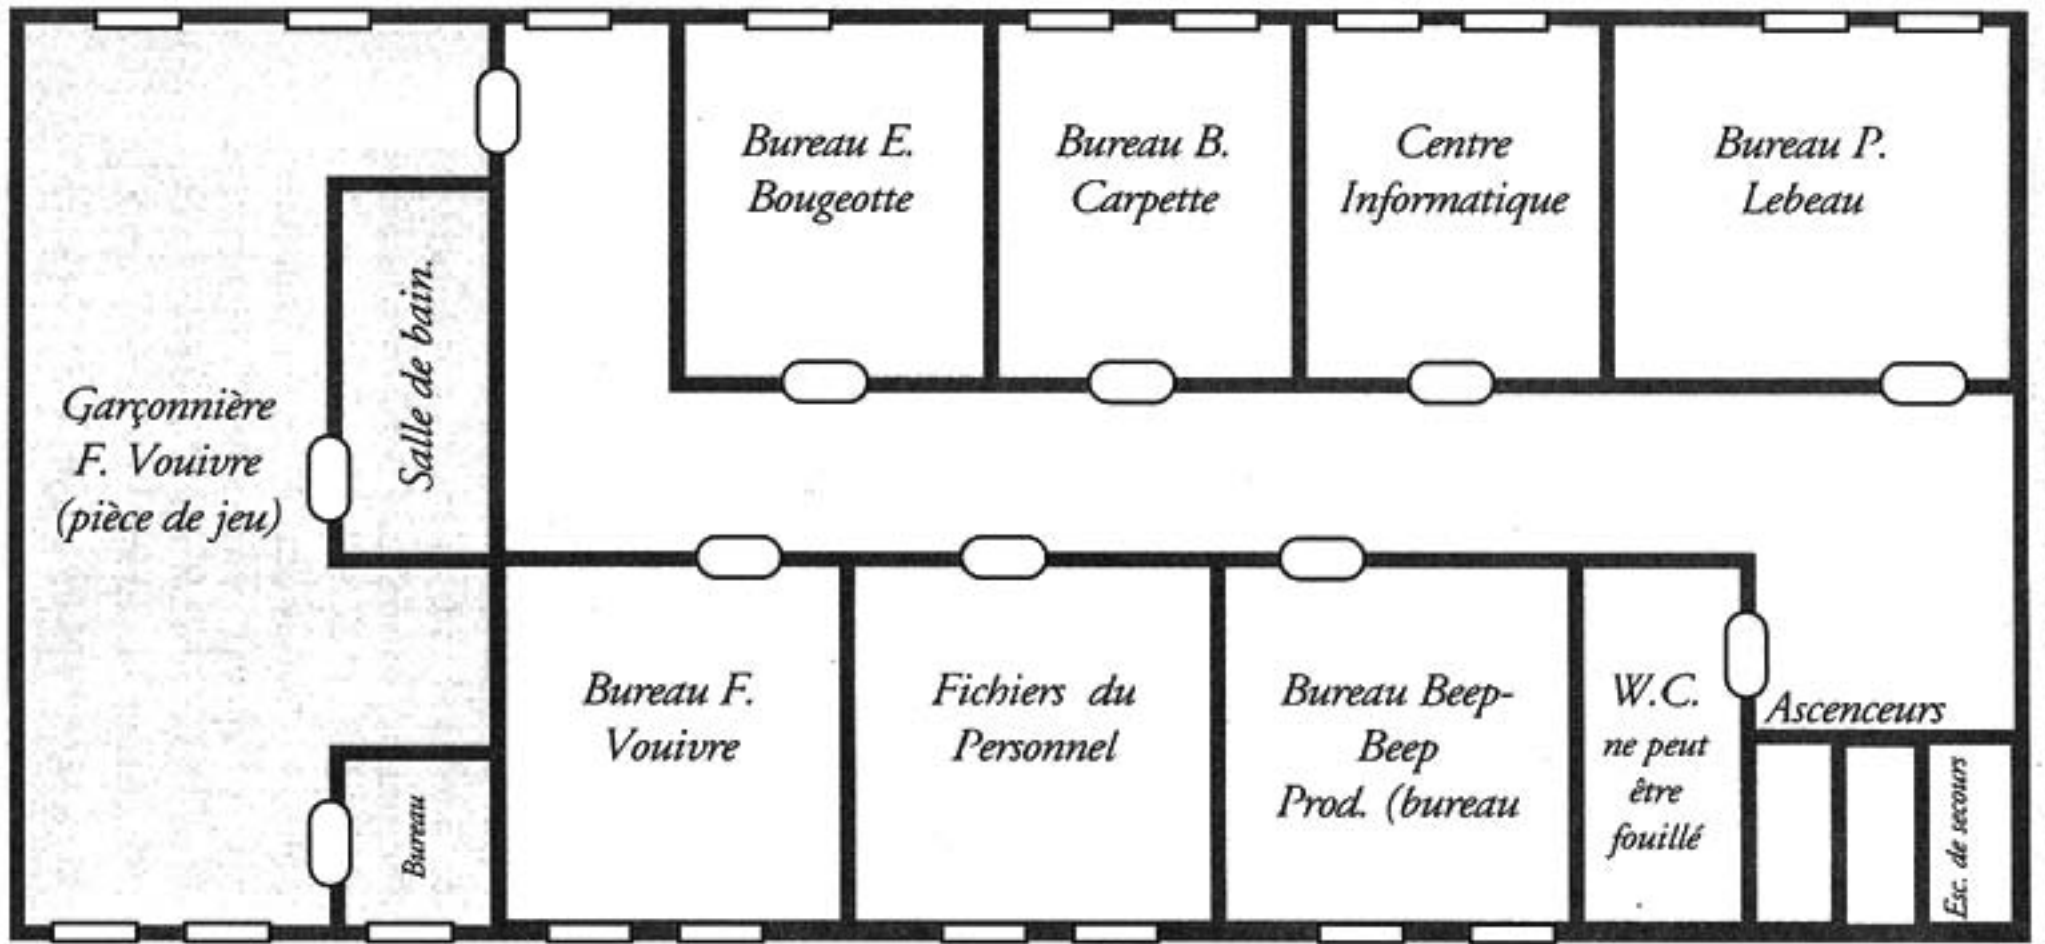 Bureau E.
Bougeotte
Bureau B.
Carpette
Centre
Informatique
Bureau P.
Lebeau
Salle de bain.
Garçonnière
F. Vouivre
(pièce de jeu)
Bureau
Bureau F.
Vouivre
Fichiers du
Personnel
Bureau Beep-
Beep
Prod. (bureau
W.C.
ne peut
être
fouillé
Ascenceurs
Esc. de secours